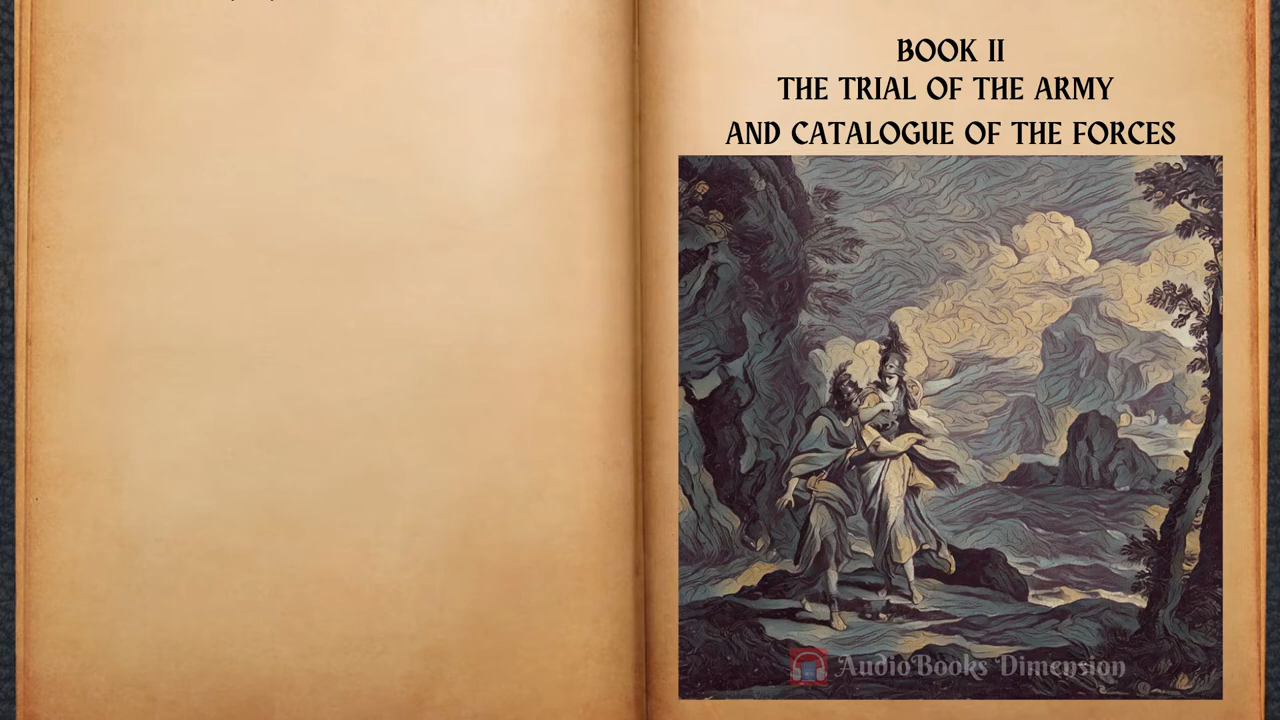 BOOK II
THE TRIAL OF THE ARMY
AND CATALOGUE OF THE FORCES
AudioBooks Dimension